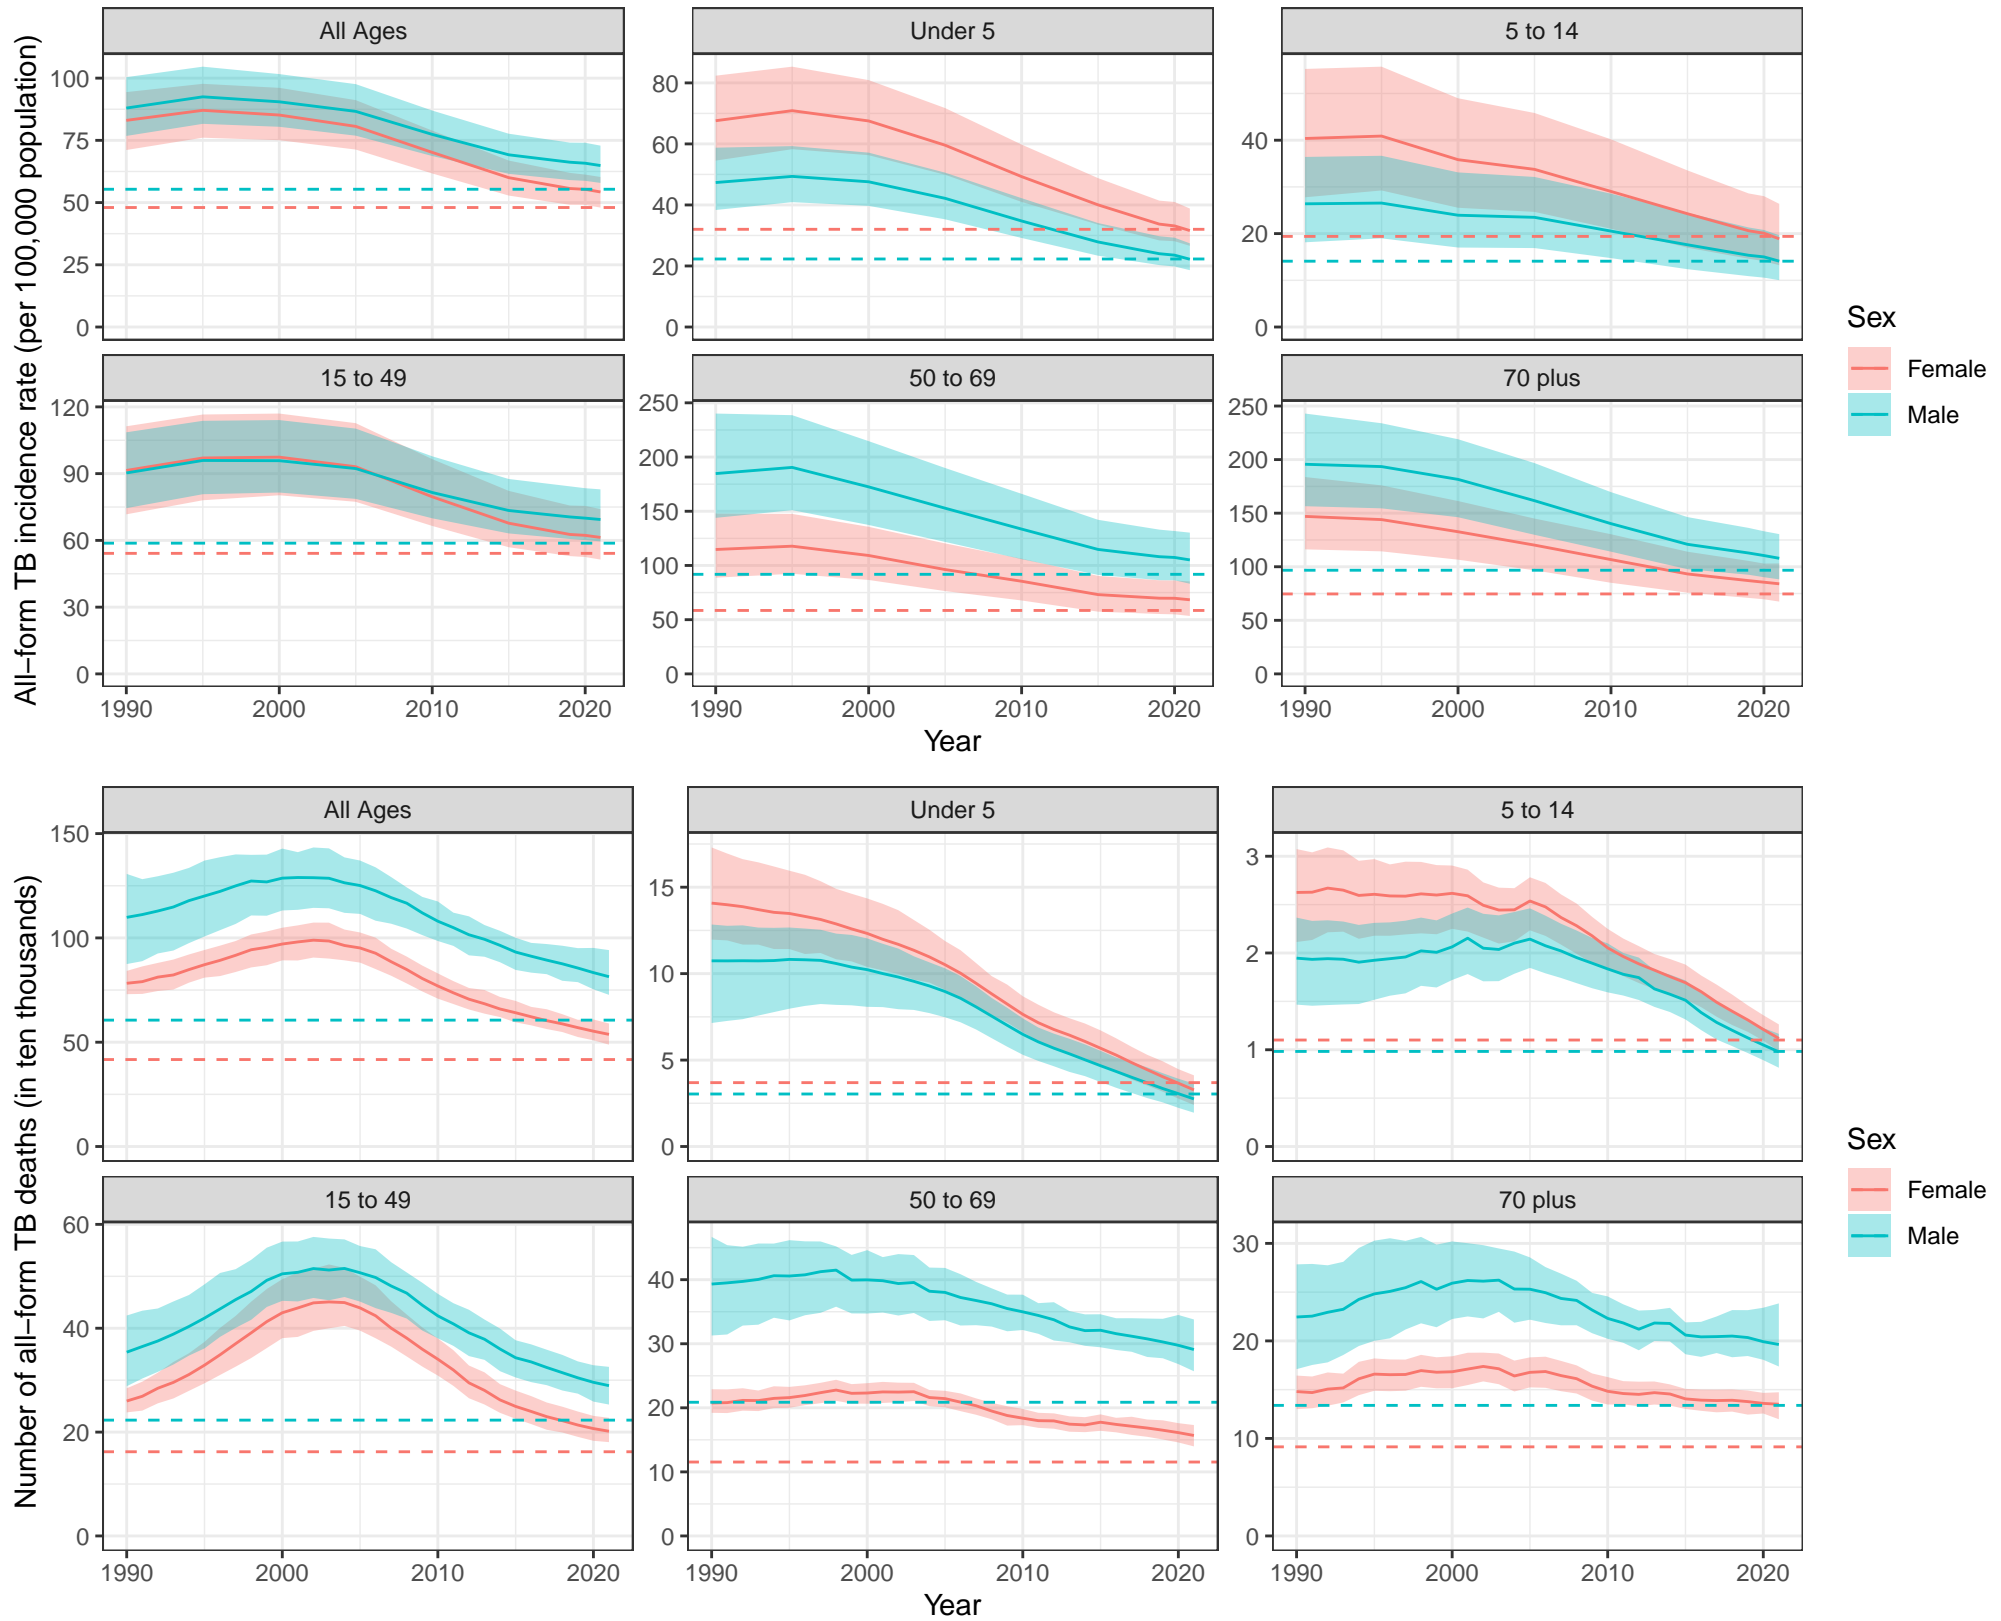 All–form TB incidence rate (per 100,000 population)
All Ages
Under 5
5 to 14
100
75
50
25
0
80
60
40
20
0
40
20
0
15 to 49
50 to 69
70 plus
120
90
60
30
0
250
200
150
100
50
0
250
200
150
100
50
0
1990 2000 2010 2020
1990 2000 2010 2020
1990 2000 2010 2020
Year
Sex
Female
Male
Number of all–form TB deaths (in ten thousands)
All Ages
Under 5
5 to 14
150
100
50
0
15
10
5
0
3
2
1
0
15 to 49
50 to 69
70 plus
60
40
20
0
40
30
20
10
0
30
20
10
0
1990 2000 2010 2020
1990 2000 2010 2020
1990 2000 2010 2020
Year
Sex
Female
Male